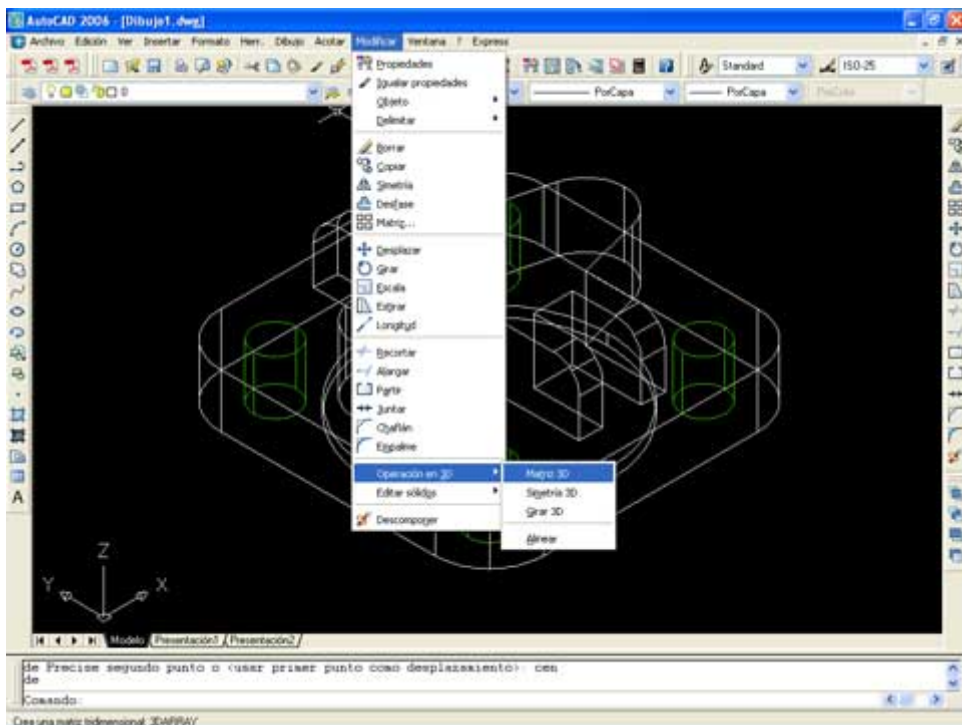 AutoCAD 2006 - [Dibujo1.dwg]
Archivo Edición Ver Insertar Formato Herr. Dibujo Acotar Modificar Ventana ? Express
Standard ISO-25
0 PorCapa PorCapa PorColor
Propiedades
Igualar propiedades
Objeto
Delimitar
Borrar
Copiar
Simetría
Desfase
Matriz...
Desplazar
Girar
Escala
Estirar
Longitud
Recortar
Alargar
Partir
Juntar
Chaflán
Empalme
Operación en 3D
Matriz 3D
Editar sólidos
Simetría 3D
Girar 3D
Descomponer
Alinear
A
Z
Y X
Modelo Presentación1 Presentación2
de Precise segundo punto o <usar primer punto como desplazamiento>: cen
de
Comando:
Crea una matriz tridimensional: 3DARRAY